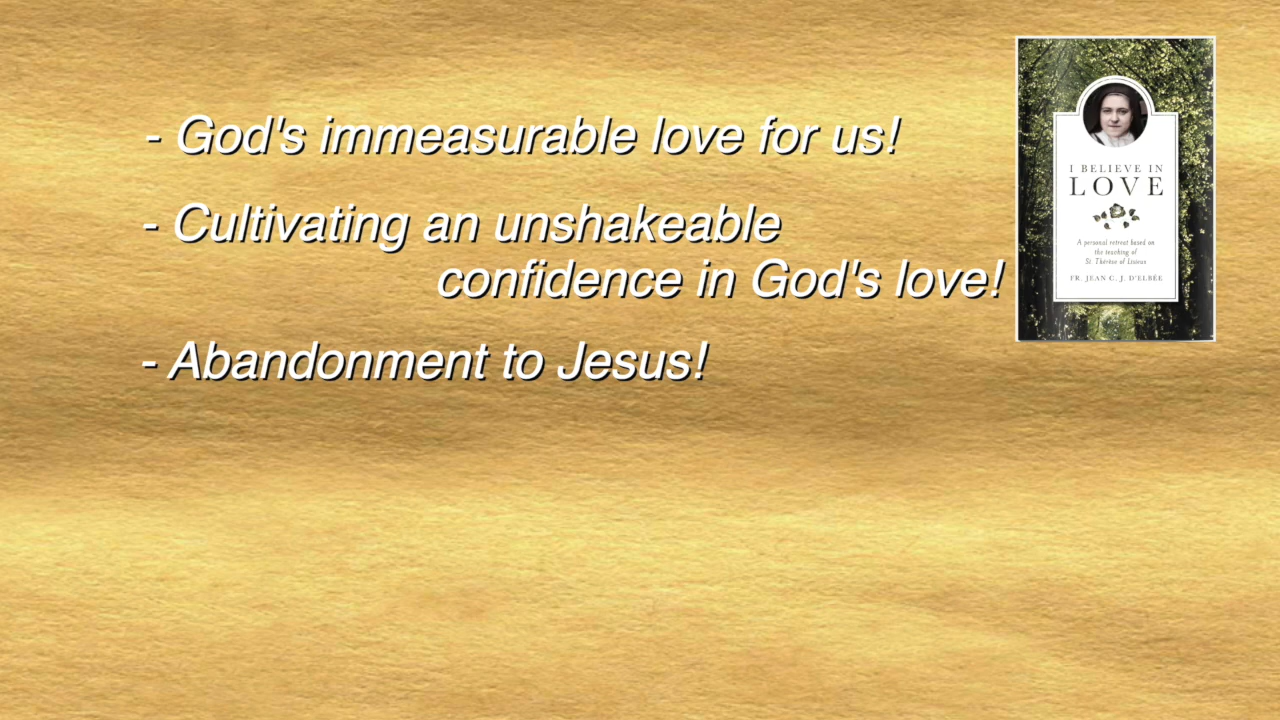 - God's immeasurable love for us!
- Cultivating an unshakeable
confidence in God's love!
- Abandonment to Jesus!
I BELIEVE IN
LOVE
A personal retreat based on
the teaching of
St. Thérèse of Lisieux
FR. JEAN C. J. D'ELBÉE